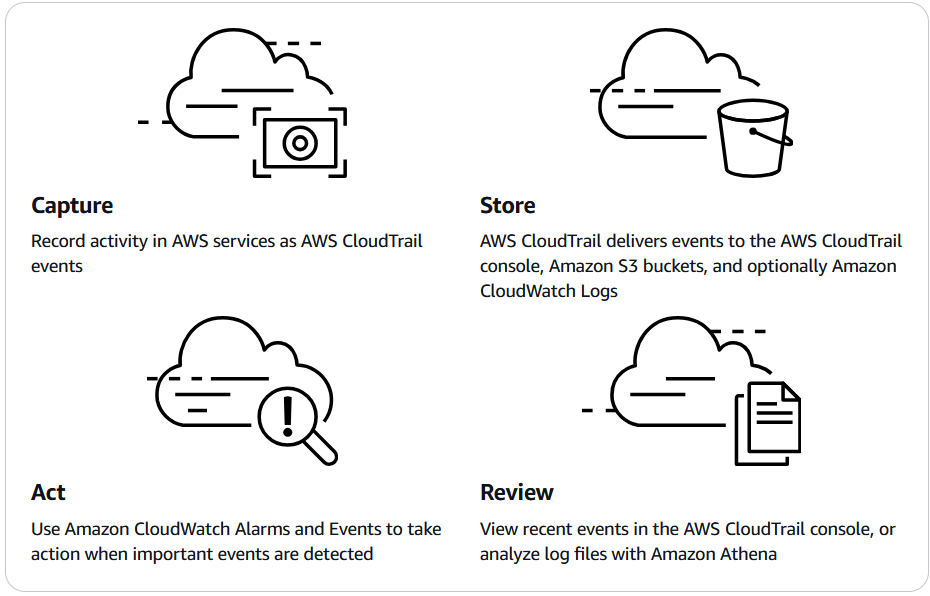 Capture
Record activity in AWS services as AWS CloudTrail
events
Store
AWS CloudTrail delivers events to the AWS CloudTrail
console, Amazon S3 buckets, and optionally Amazon
CloudWatch Logs
Act
Use Amazon CloudWatch Alarms and Events to take
action when important events are detected
Review
View recent events in the AWS CloudTrail console, or
analyze log files with Amazon Athena